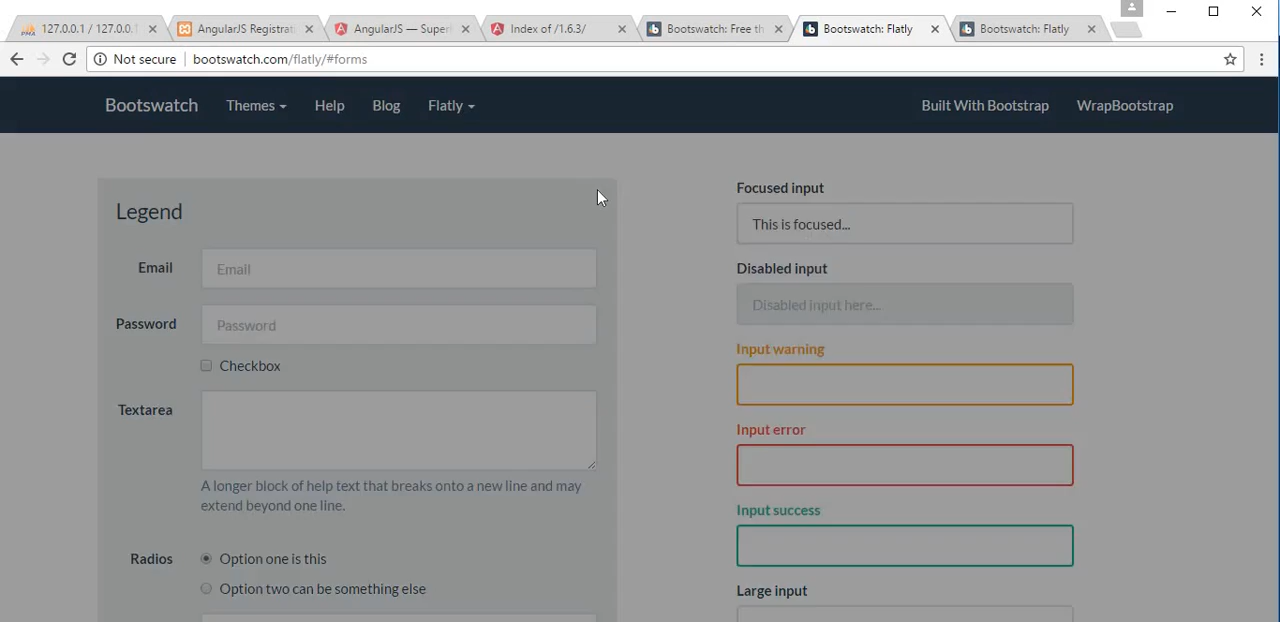 127.0.0.1 / 127.0.0.1
AngularJS Registrat
AngularJS — Super
Index of /1.6.3/
Bootswatch: Free th
Bootswatch: Flatly
Bootswatch: Flatly
Not secure
bootswatch.com/flatly/#forms
Bootswatch
Themes
Help
Blog
Flatly
Built With Bootstrap
WrapBootstrap
Legend
Email
Email
Password
Password
Checkbox
Textarea
A longer block of help text that breaks onto a new line and may
extend beyond one line.
Radios
Option one is this
Option two can be something else
Focused input
This is focused...
Disabled input
Disabled input here...
Input warning
Input error
Input success
Large input